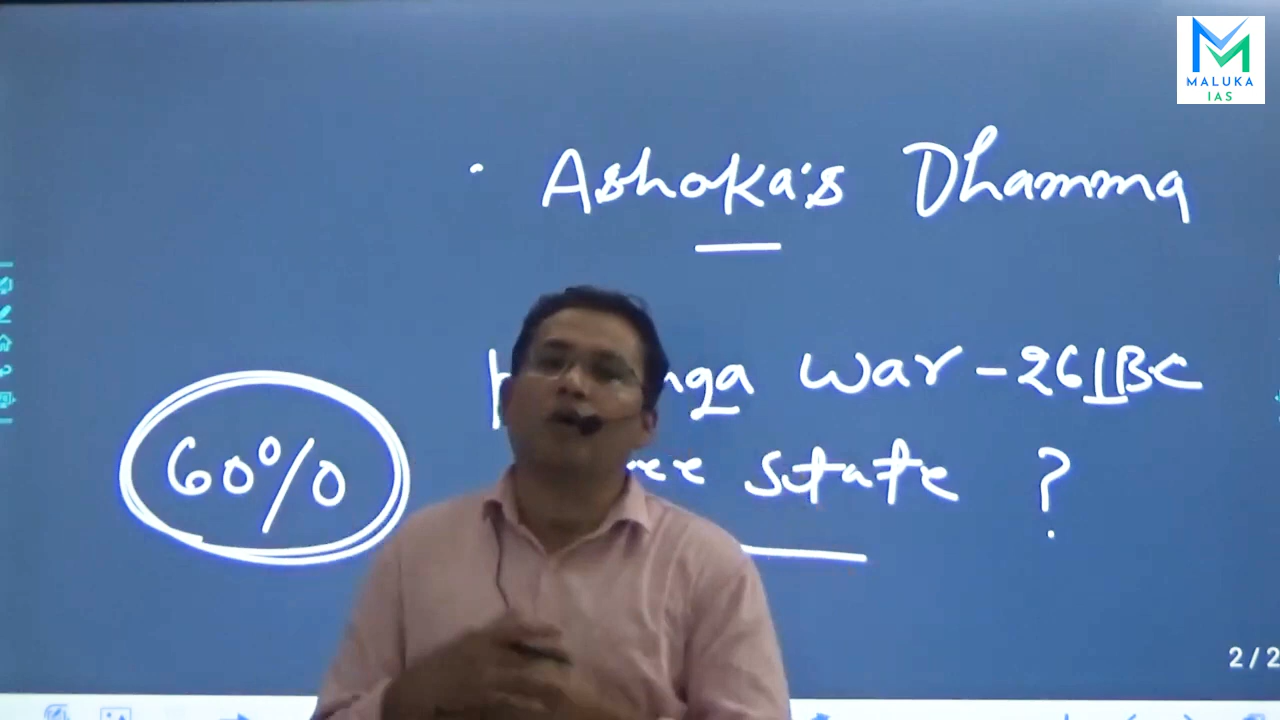 MALUKA
IAS
Ashoka's Dhamma
war - 261BC
60%
state ?
2/2